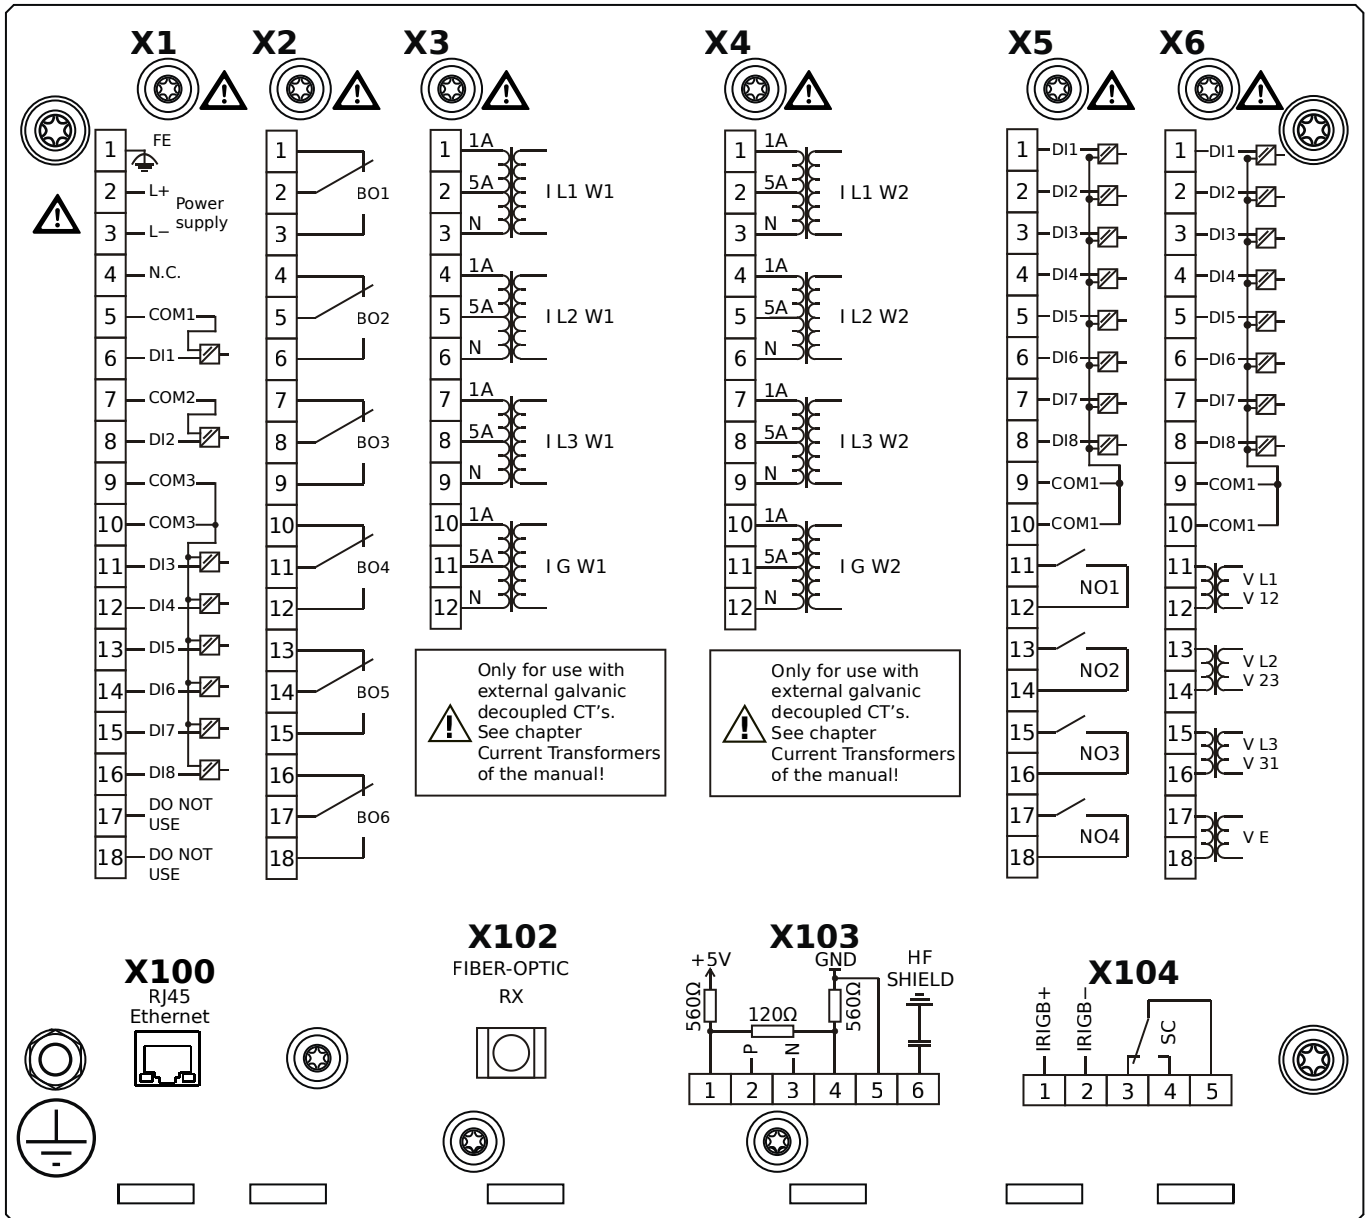 X1
X2
X3
X4
X5
X6
1
FE
2
L+
Power
supply
3
L−
4
N.C.
5
COM1
6
DI1
7
COM2
8
DI2
9
COM3
10
COM3
11
DI3
12
DI4
13
DI5
14
DI6
15
DI7
16
DI8
17
DO NOT
USE
18
DO NOT
USE
1
2
BO1
3
4
5
BO2
6
7
8
BO3
9
10
11
BO4
12
13
14
BO5
15
16
17
BO6
18
1
1A
2
5A
I L1 W1
3
N
4
1A
5
5A
I L2 W1
6
N
7
1A
8
5A
I L3 W1
9
N
10
1A
11
5A
I G W1
12
N
Only for use with
external galvanic
decoupled CT's.
See chapter
Current Transformers
of the manual!
1
1A
2
5A
I L1 W2
3
N
4
1A
5
5A
I L2 W2
6
N
7
1A
8
5A
I L3 W2
9
N
10
1A
11
5A
I G W2
12
N
Only for use with
external galvanic
decoupled CT's.
See chapter
Current Transformers
of the manual!
1
DI1
2
DI2
3
DI3
4
DI4
5
DI5
6
DI6
7
DI7
8
DI8
9
COM1
10
COM1
11
NO1
12
13
NO2
14
15
NO3
16
17
NO4
18
1
DI1
2
DI2
3
DI3
4
DI4
5
DI5
6
DI6
7
DI7
8
DI8
9
COM1
10
COM1
11
V L1
V 12
12
13
V L2
V 23
14
15
V L3
V 31
16
17
V E
18
X100
RJ45
Ethernet
X102
FIBER-OPTIC
RX
X103
+5V
GND
HF
SHIELD
560Ω
120Ω
560Ω
P
N
1 2 3 4 5 6
X104
IRIGB+
IRIGB−
SC
1 2 3 4 5